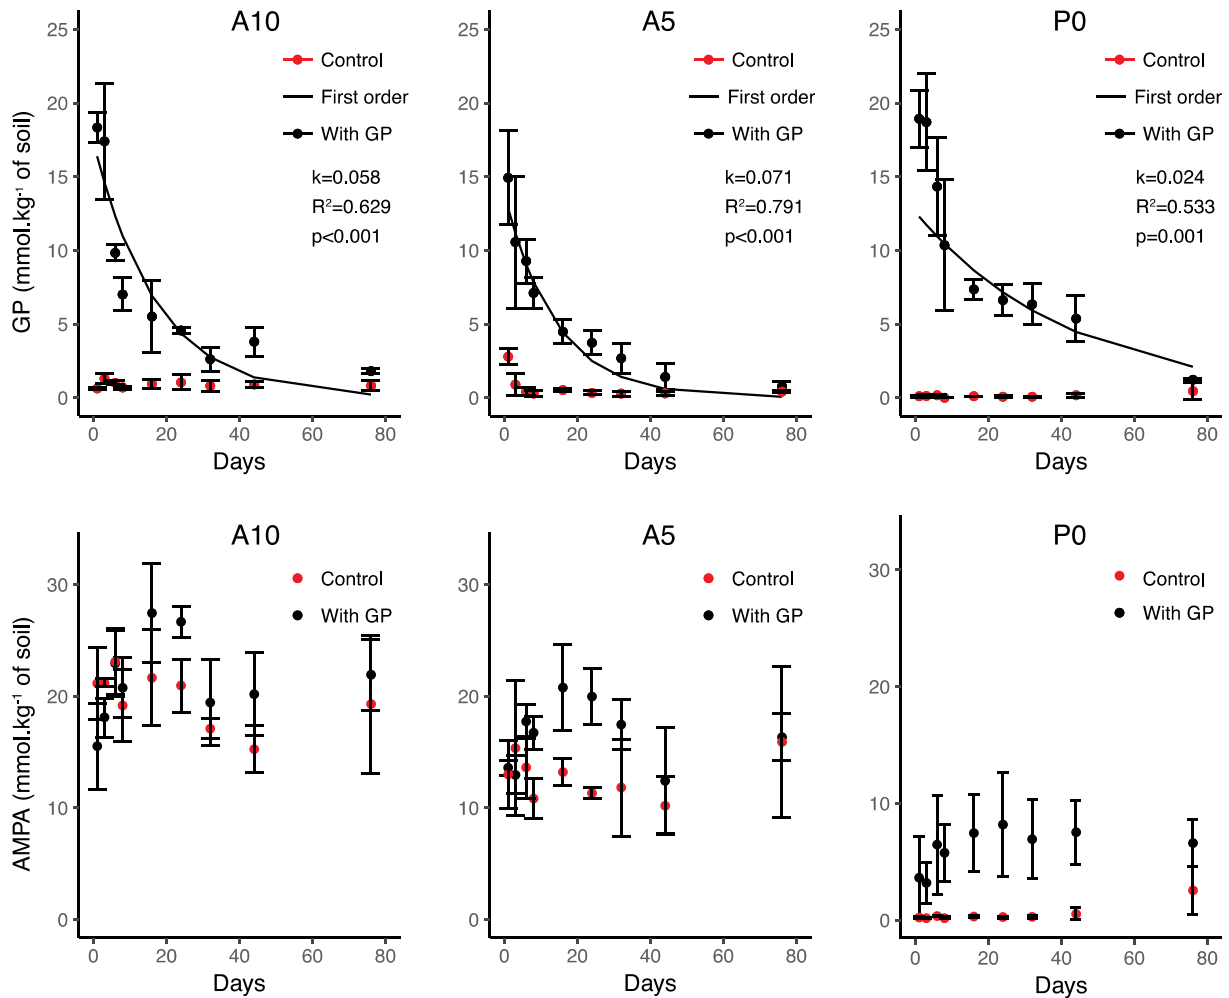 A10
A5
P0
25
20
15
10
5
0
GP (mmol.kg⁻¹ of soil)
Control
First order
With GP
k=0.058
R²=0.629
p<0.001
0 20 40 60 80
Days
25
20
15
10
5
0
Control
First order
With GP
k=0.071
R²=0.791
p<0.001
0 20 40 60 80
Days
25
20
15
10
5
0
Control
First order
With GP
k=0.024
R²=0.533
p=0.001
0 20 40 60 80
Days
A10
A5
P0
30
20
10
0
AMPA (mmol.kg⁻¹ of soil)
Control
With GP
0 20 40 60 80
Days
30
20
10
0
Control
With GP
0 20 40 60 80
Days
30
20
10
0
Control
With GP
0 20 40 60 80
Days